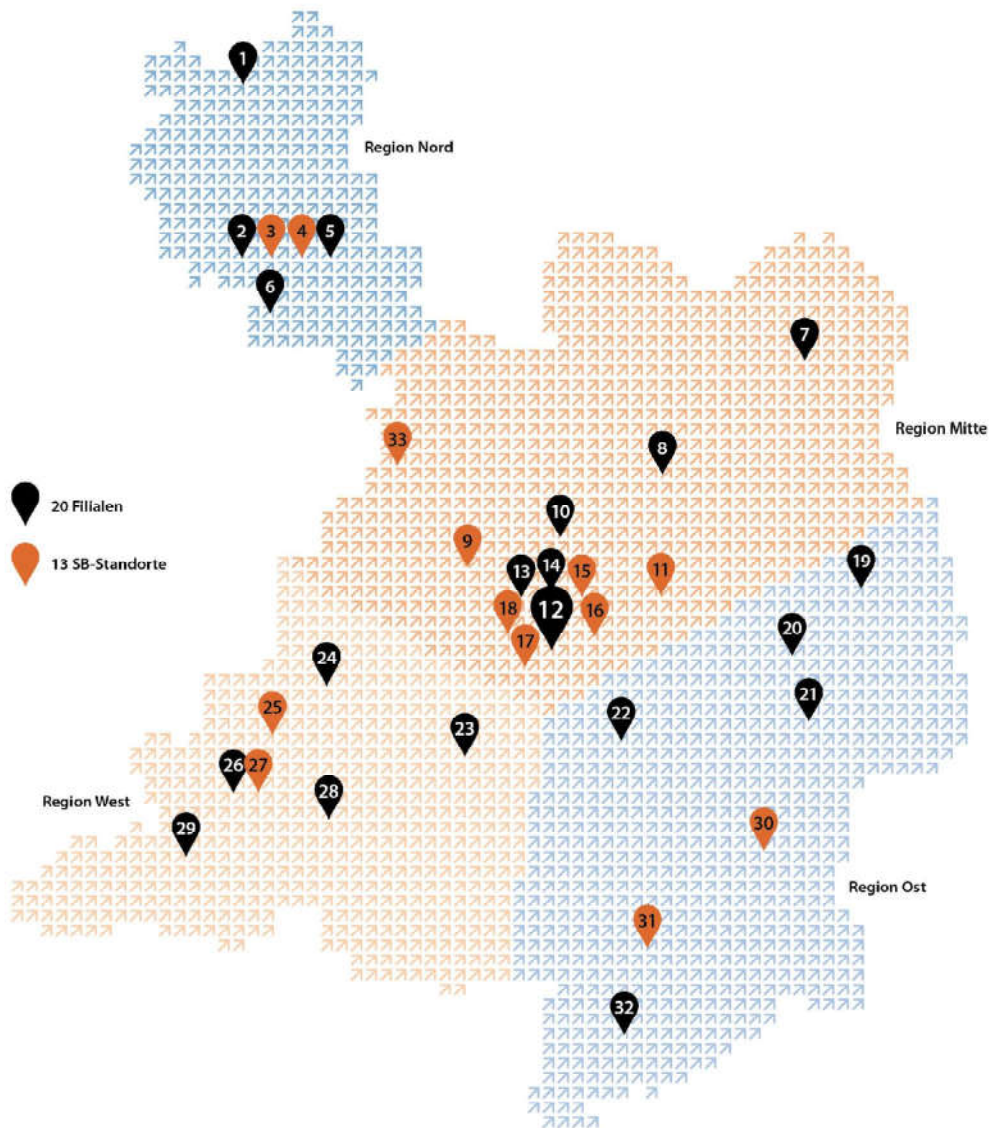 1
Region Nord
2 3 4 5
6
7
Region Mitte
33
8
20 Filialen
10
9
13 SB-Standorte
13 14 15 11
19
18 12 16
17
20
24
21
25
22
23
26 27
28
Region West
29
30
Region Ost
31
32